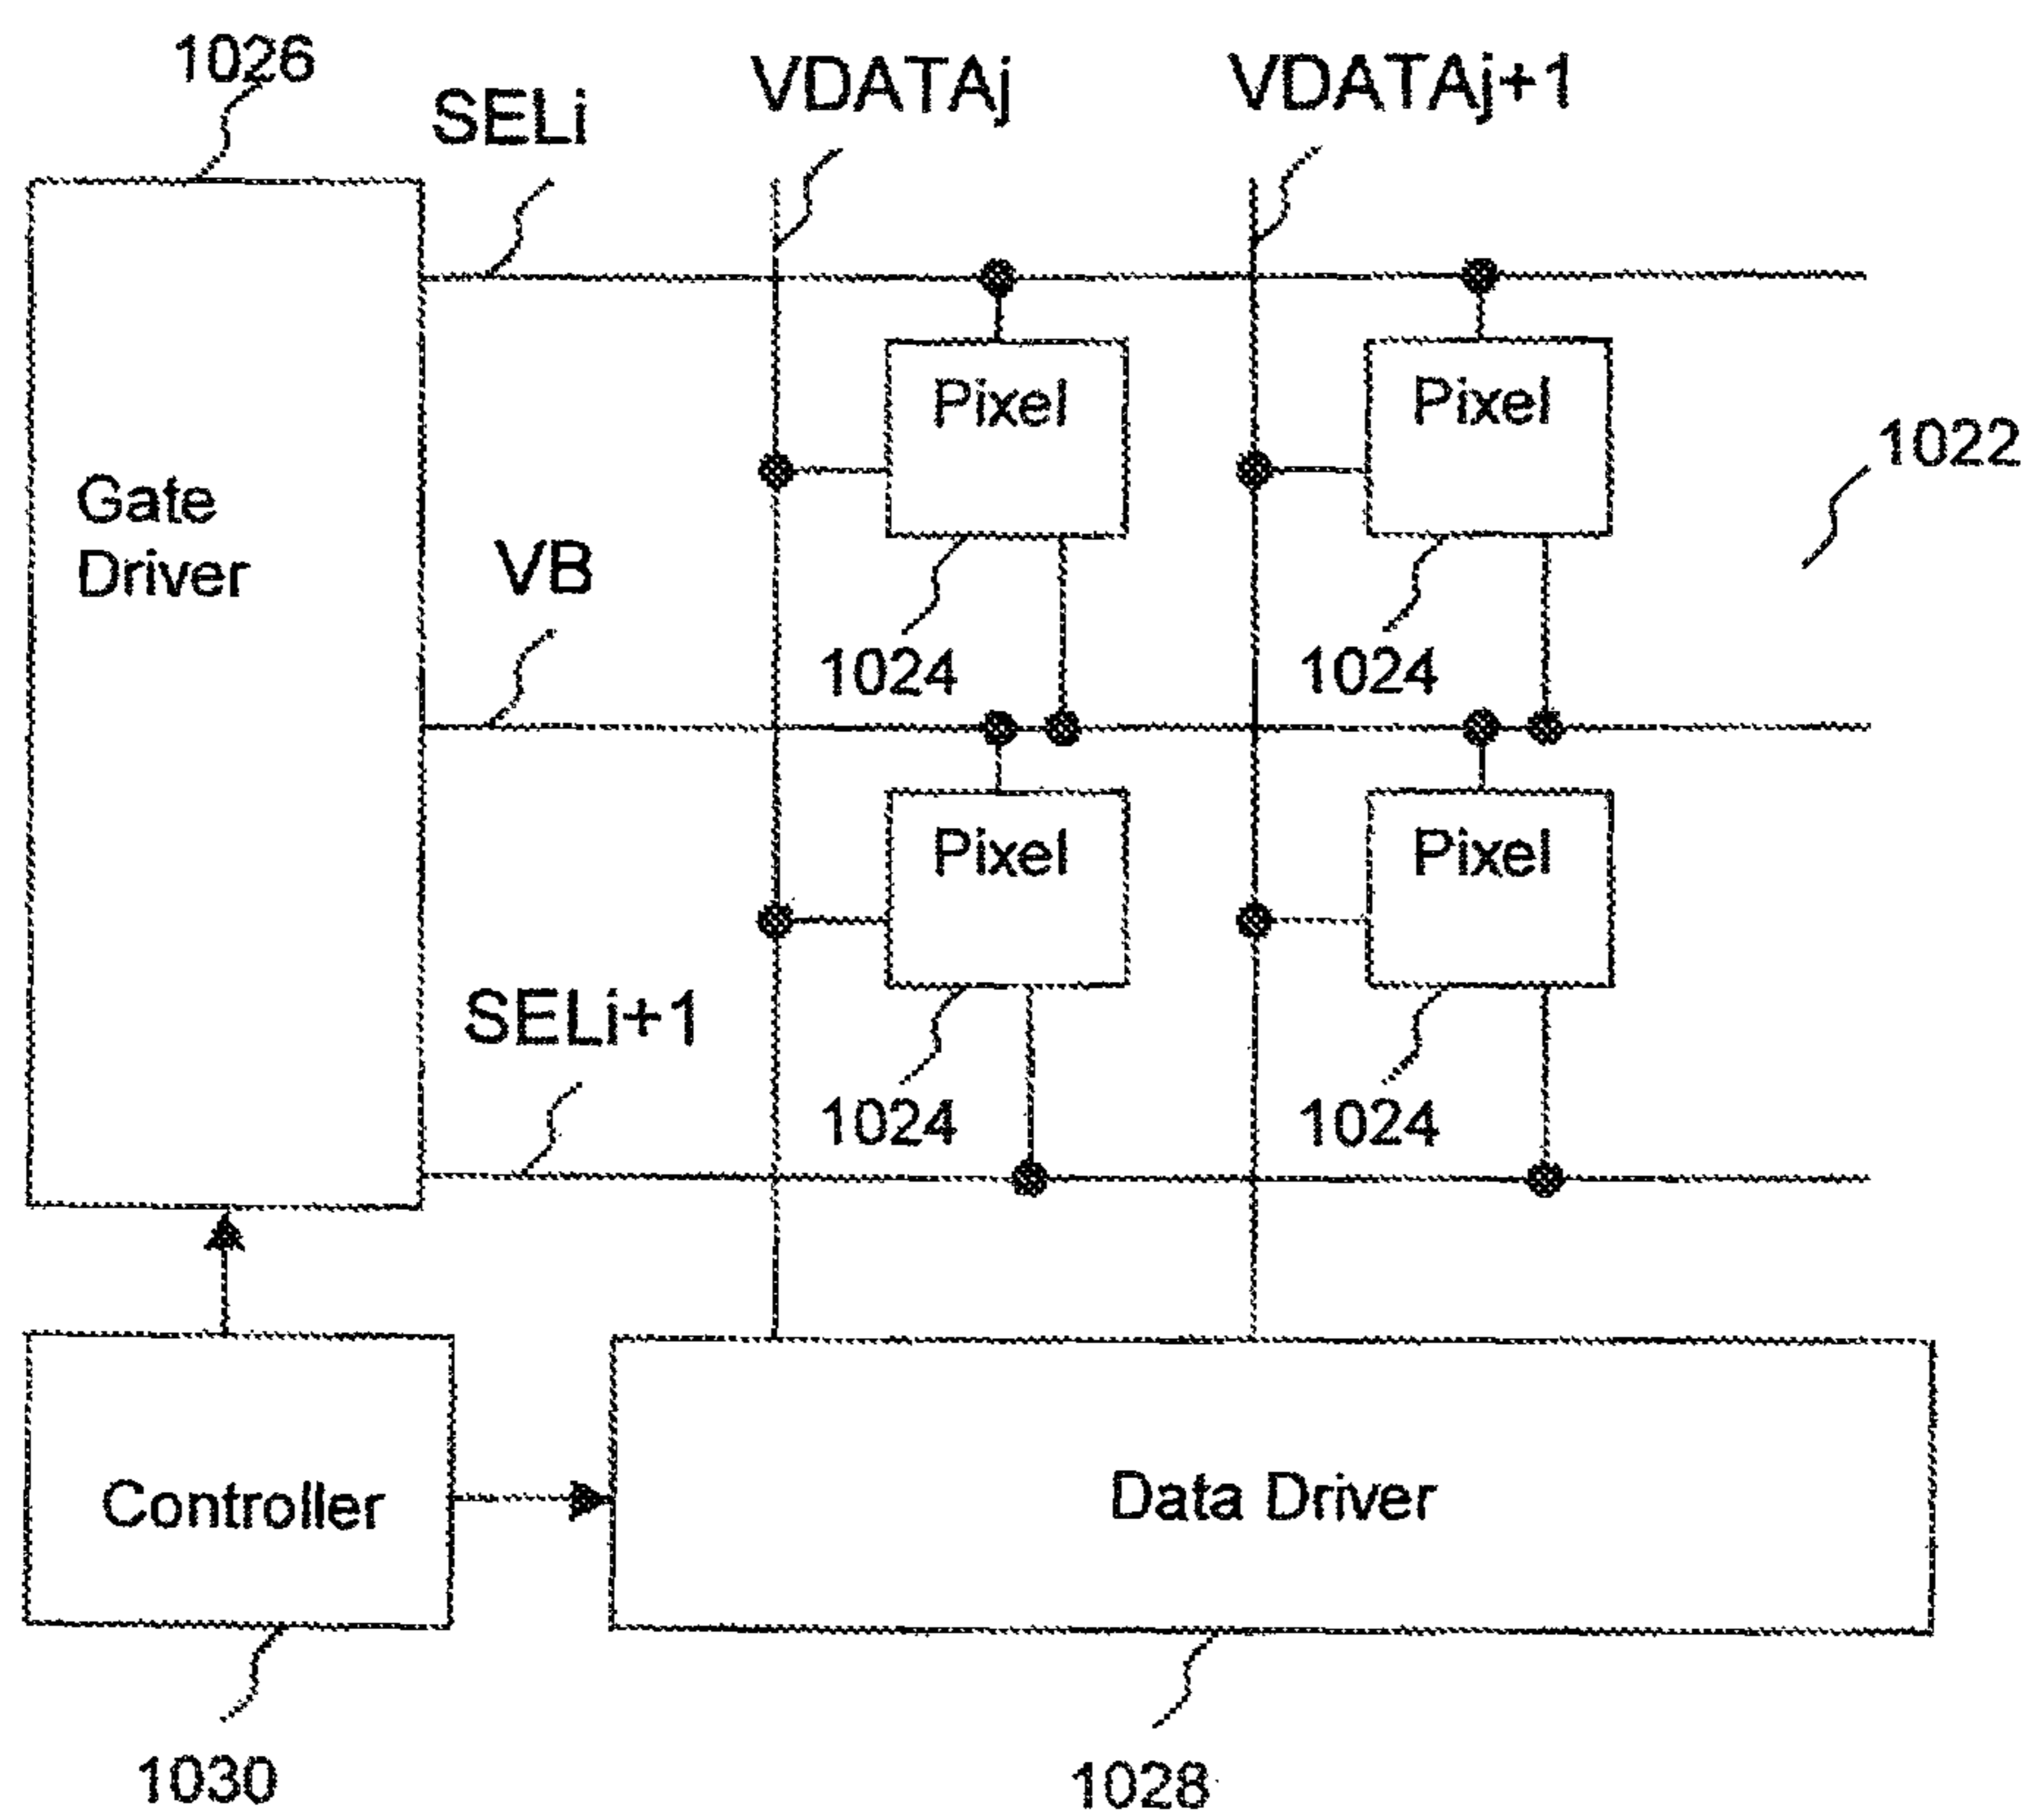 1026
SELi
VDATAj
VDATAj+1
Pixel
Pixel
1022
Gate
Driver
VB
1024
1024
Pixel
Pixel
SELi+1
1024
1024
Controller
Data Driver
1030
1028